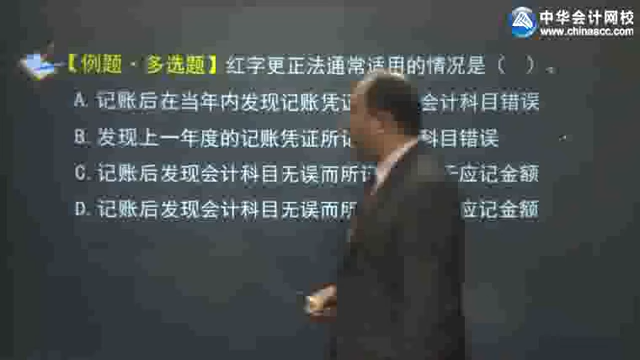 中华会计网校
www.chinaacc.com
【例题·多选题】红字更正法通常适用的情况是（ ）。
A. 记账后在当年内发现记账凭证 会计科目错误
B. 发现上一年度的记账凭证所记 科目错误
C. 记账后发现会计科目无误而所记 于应记金额
D. 记账后发现会计科目无误而所 应记金额